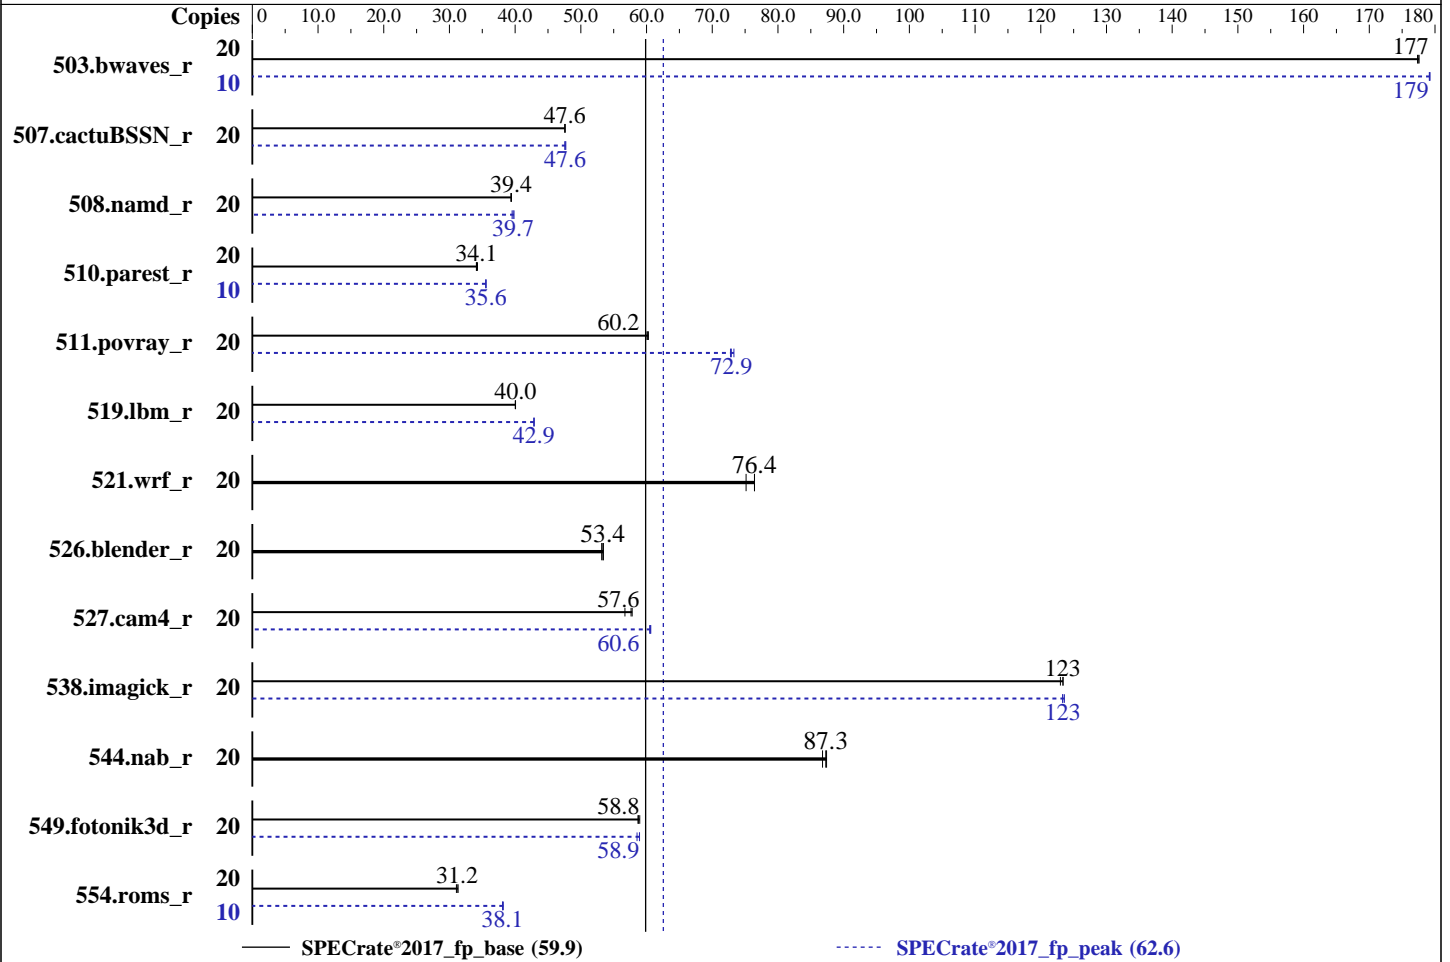 Copies 0 10.0 20.0 30.0 40.0 50.0 60.0 70.0 80.0 90.0 100 110 120 130 140 150 160 170 180
503.bwaves_r 20 177
10 179
507.cactuBSSN_r 20 47.6
47.6
508.namd_r 20 39.4
39.7
510.parest_r 20 34.1
10 35.6
511.povray_r 20 60.2
72.9
519.lbm_r 20 40.0
42.9
521.wrf_r 20 76.4
526.blender_r 20 53.4
527.cam4_r 20 57.6
60.6
538.imagick_r 20 123
123
544.nab_r 20 87.3
549.fotonik3d_r 20 58.8
58.9
554.roms_r 20 31.2
10 38.1
SPECrate®2017_fp_base (59.9) SPECrate®2017_fp_peak (62.6)